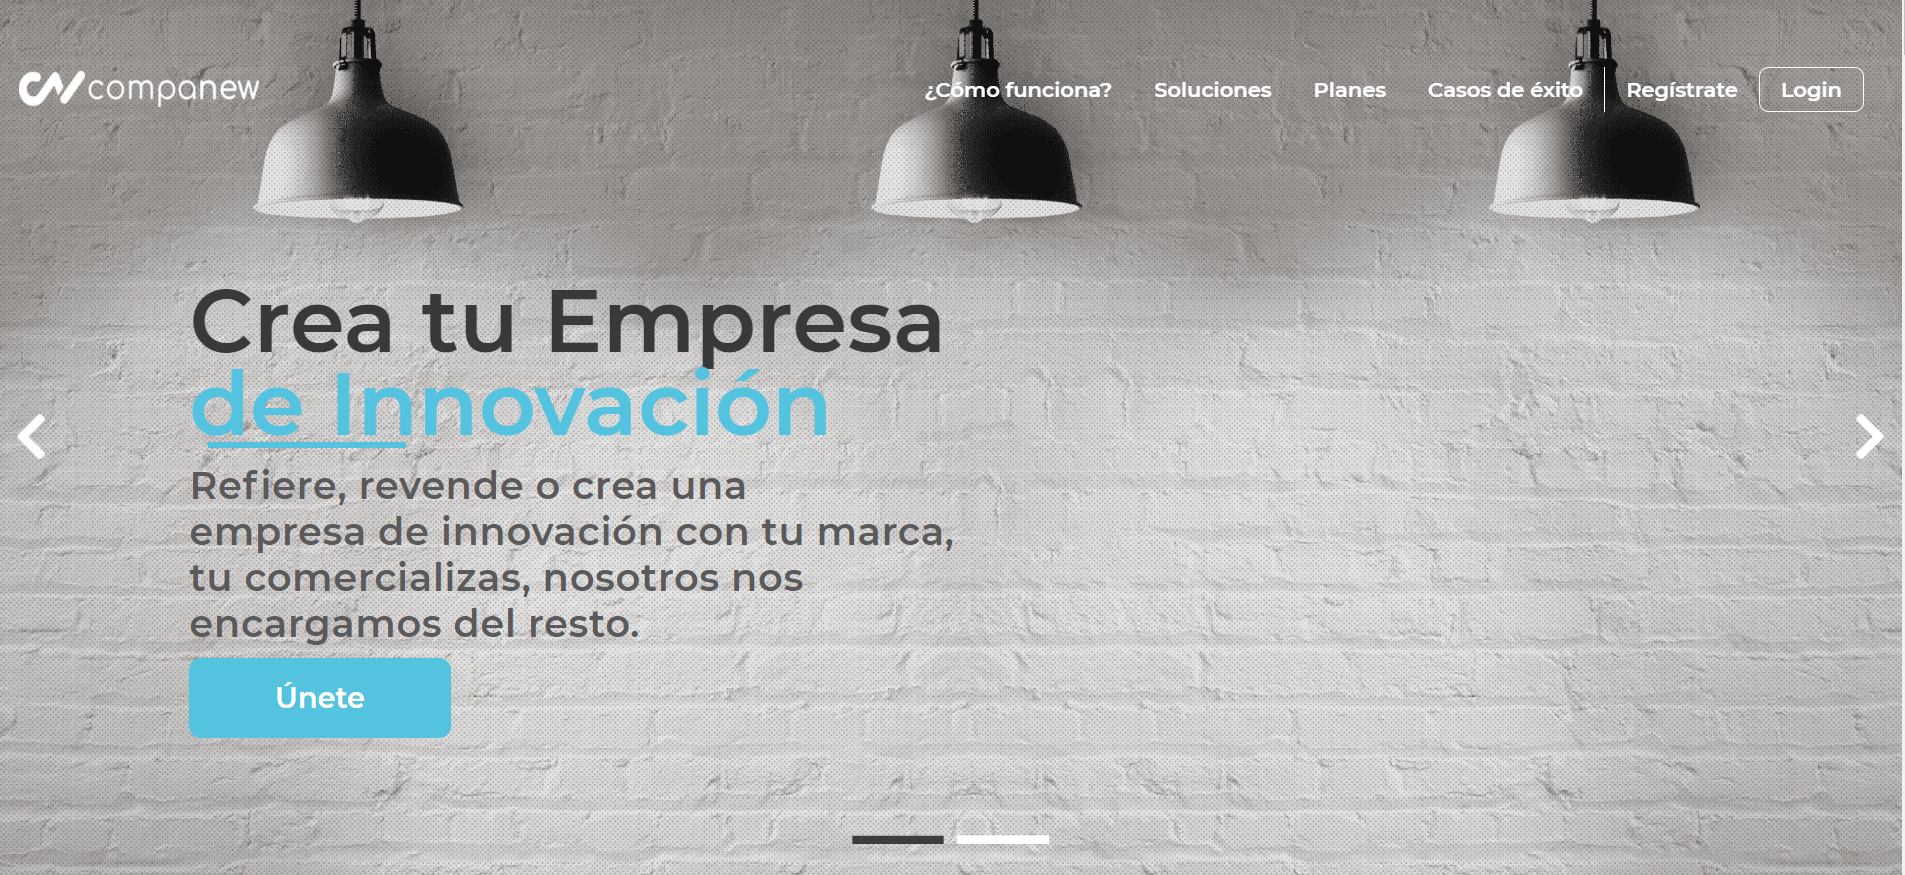 companew
¿Cómo funciona?
Soluciones
Planes
Casos de éxito
Regístrate
Login
Crea tu Empresa
de Innovación
Refiere, revende o crea una
empresa de innovación con tu marca,
tu comercializas, nosotros nos
encargamos del resto.
Únete